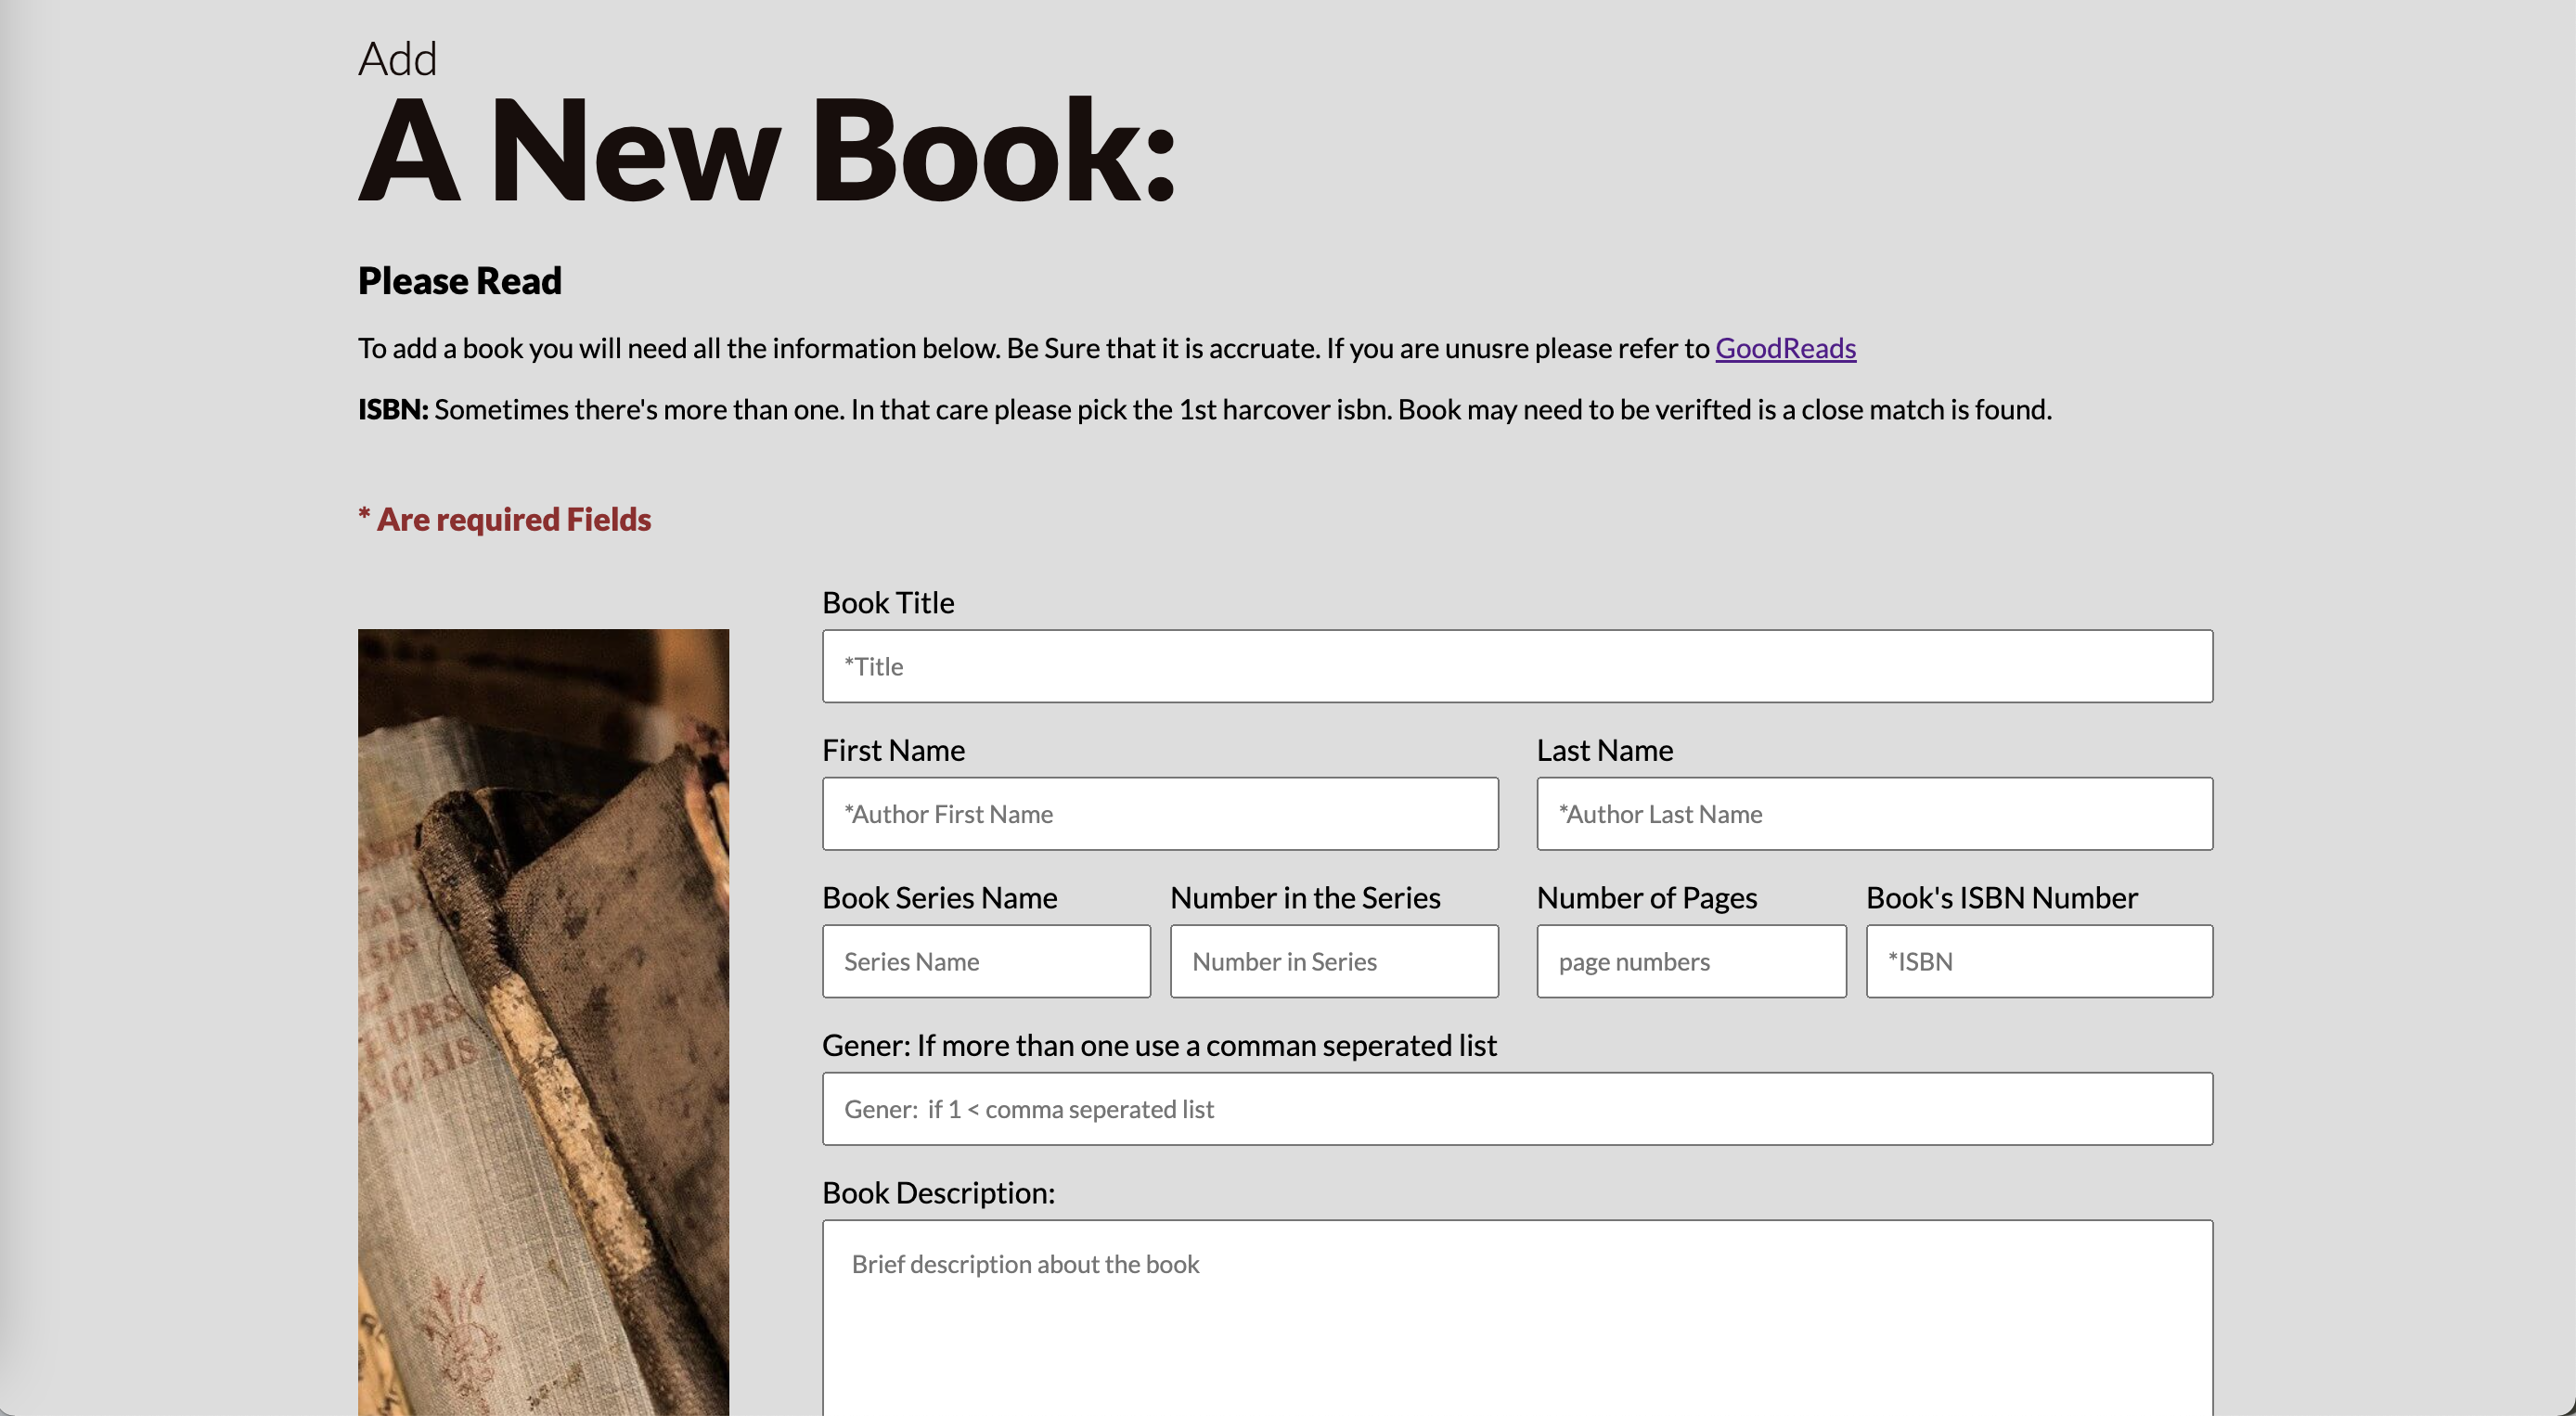 Add
A New Book:
Please Read
To add a book you will need all the information below. Be Sure that it is accruate. If you are unusre please refer to GoodReads
ISBN: Sometimes there's more than one. In that care please pick the 1st harcover isbn. Book may need to be verifted is a close match is found.
* Are required Fields
Book Title
*Title
First Name Last Name
*Author First Name *Author Last Name
Book Series Name Number in the Series Number of Pages Book's ISBN Number
Series Name Number in Series page numbers *ISBN
Gener: If more than one use a comman seperated list
Gener:  if 1 < comma seperated list
Book Description:
Brief description about the book